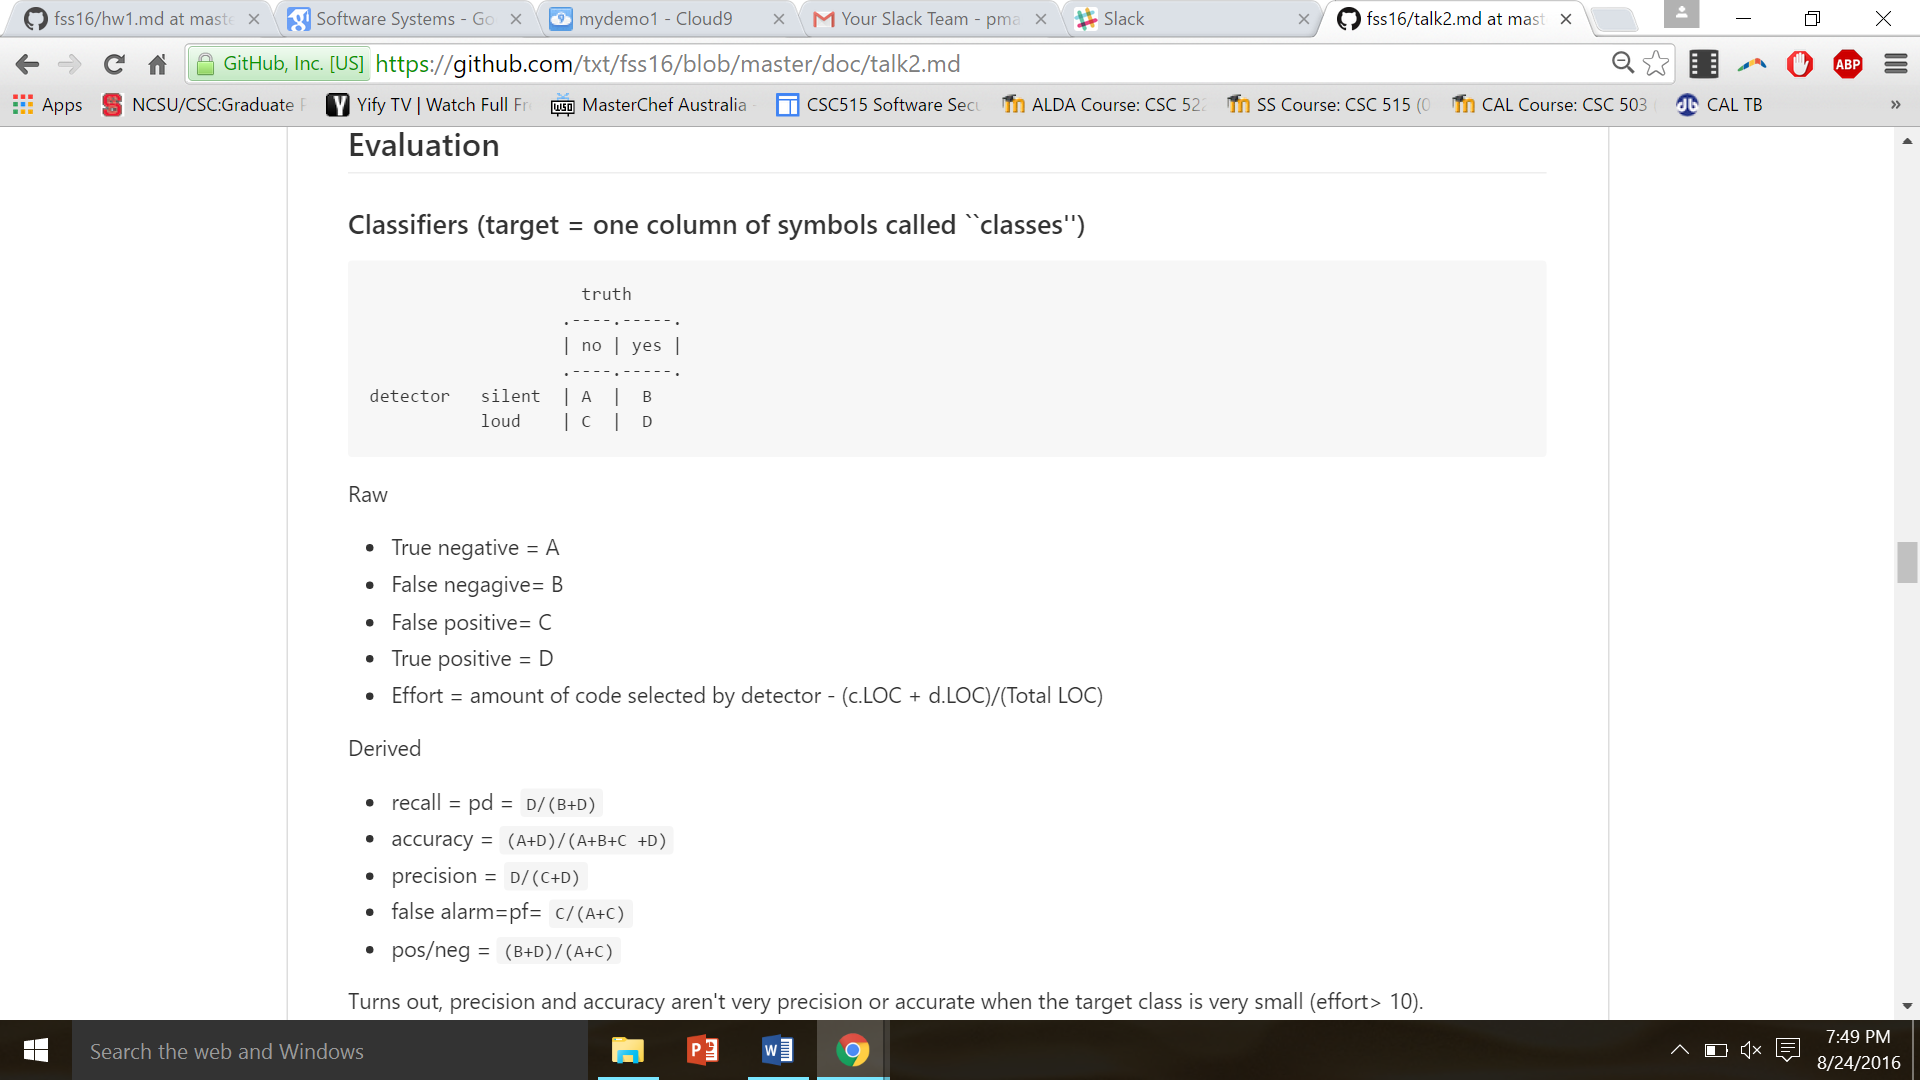 fss16/hw1.md at maste
Software Systems - Go
mydemo1 - Cloud9
Your Slack Team - pma
Slack
fss16/talk2.md at mast
GitHub, Inc. [US] https://github.com/txt/fss16/blob/master/doc/talk2.md
ABP
Apps
NCSU/CSC:Graduate P
Yify TV | Watch Full Fr
MasterChef Australia -
CSC515 Software Secu
ALDA Course: CSC 522
SS Course: CSC 515 (0
CAL Course: CSC 503 (
CAL TB
»
Evaluation
Classifiers (target = one column of symbols called ``classes'')
truth
.----.-----.
| no | yes |
.----.-----.
detector silent | A | B
loud | C | D
Raw
• True negative = A
• False negagive= B
• False positive= C
• True positive = D
• Effort = amount of code selected by detector - (c.LOC + d.LOC)/(Total LOC)
Derived
• recall = pd = D/(B+D)
• accuracy = (A+D)/(A+B+C +D)
• precision = D/(C+D)
• false alarm=pf= C/(A+C)
• pos/neg = (B+D)/(A+C)
Turns out, precision and accuracy aren't very precision or accurate when the target class is very small (effort> 10).
Search the web and Windows
7:49 PM
8/24/2016